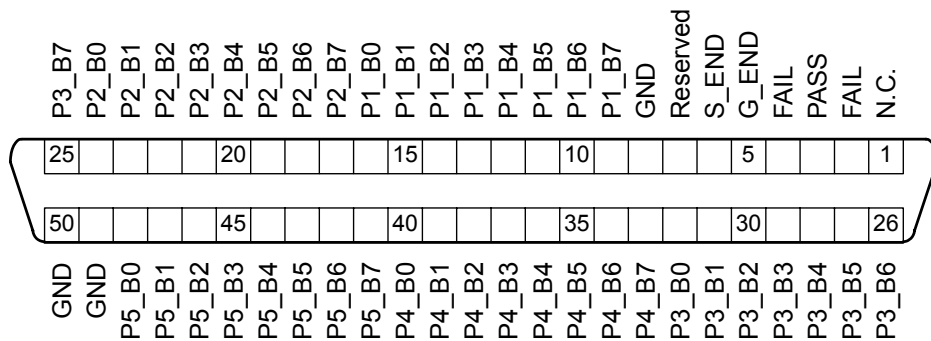 P3_B7 P2_B0 P2_B1 P2_B2 P2_B3 P2_B4 P2_B5 P2_B6 P2_B7 P1_B0 P1_B1 P1_B2 P1_B3 P1_B4 P1_B5 P1_B6 P1_B7 GND Reserved S_END G_END FAIL PASS FAIL N.C.
25 20 15 10 5 1
50 45 40 35 30 26
GND GND P5_B0 P5_B1 P5_B2 P5_B3 P5_B4 P5_B5 P5_B6 P5_B7 P4_B0 P4_B1 P4_B2 P4_B3 P4_B4 P4_B5 P4_B6 P4_B7 P3_B0 P3_B1 P3_B2 P3_B3 P3_B4 P3_B5 P3_B6